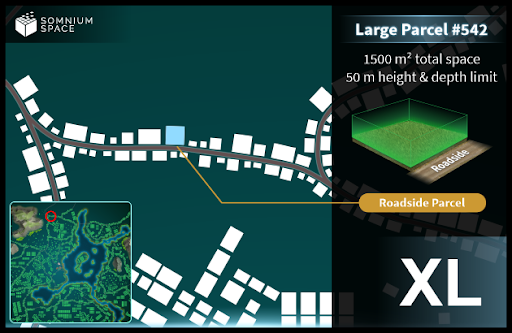 SOMNIUM
SPACE
Large Parcel #542
1500 m² total space
50 m height & depth limit
Roadside
Roadside Parcel
XL